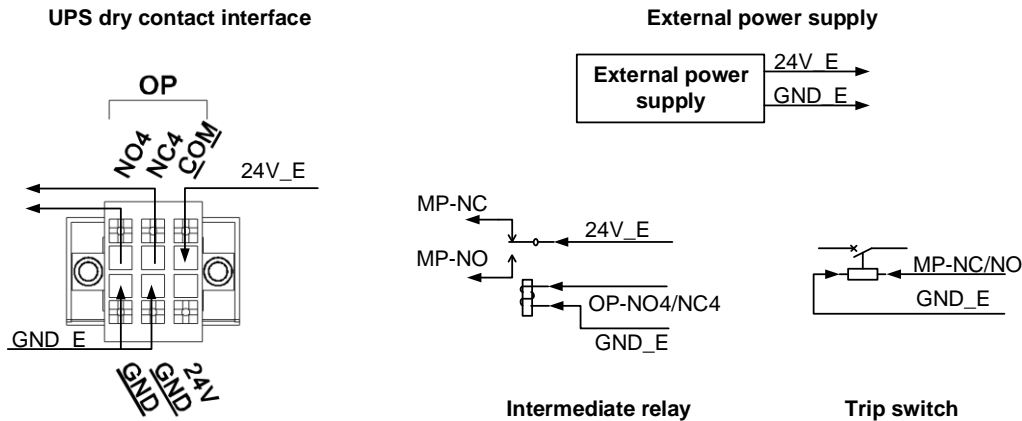 UPS dry contact interface
External power supply
OP
NO4
NC4
COM
24V_E
GND_E
GND
GND
24V
External power
supply
24V_E
GND_E
MP-NC
24V_E
MP-NO
OP-NO4/NC4
GND_E
MP-NC/NO
GND_E
Intermediate relay
Trip switch